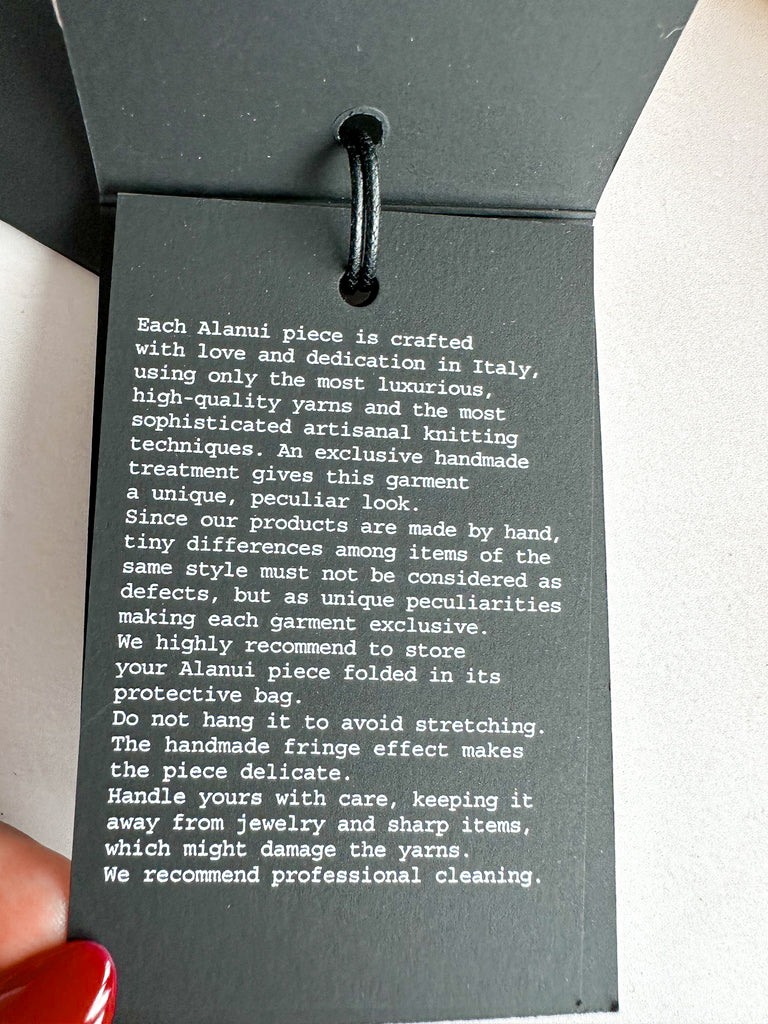 Each Alanui piece is crafted
with love and dedication in Italy,
using only the most luxurious,
high-quality yarns and the most
sophisticated artisanal knitting
techniques. An exclusive handmade
treatment gives this garment
a unique, peculiar look.
Since our products are made by hand,
tiny differences among items of the
same style must not be considered as
defects, but as unique peculiarities
making each garment exclusive.
We highly recommend to store
your Alanui piece folded in its
protective bag.
Do not hang it to avoid stretching.
The handmade fringe effect makes
the piece delicate.
Handle yours with care, keeping it
away from jewelry and sharp items,
which might damage the yarns.
We recommend professional cleaning.